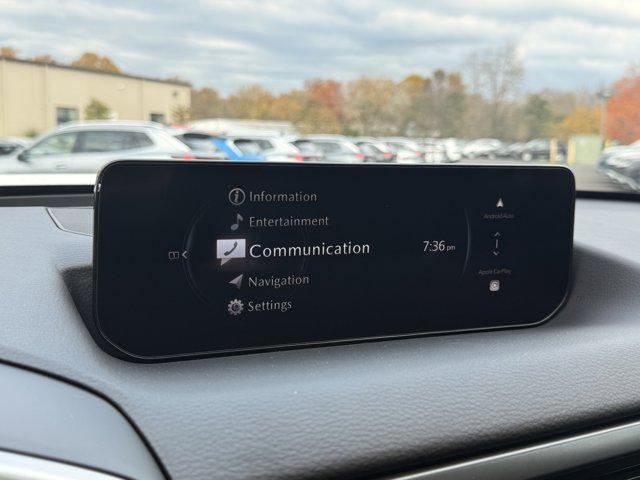 Information
Entertainment
Communication
7:36 pm
Navigation
Settings
Android Auto
Apple CarPlay